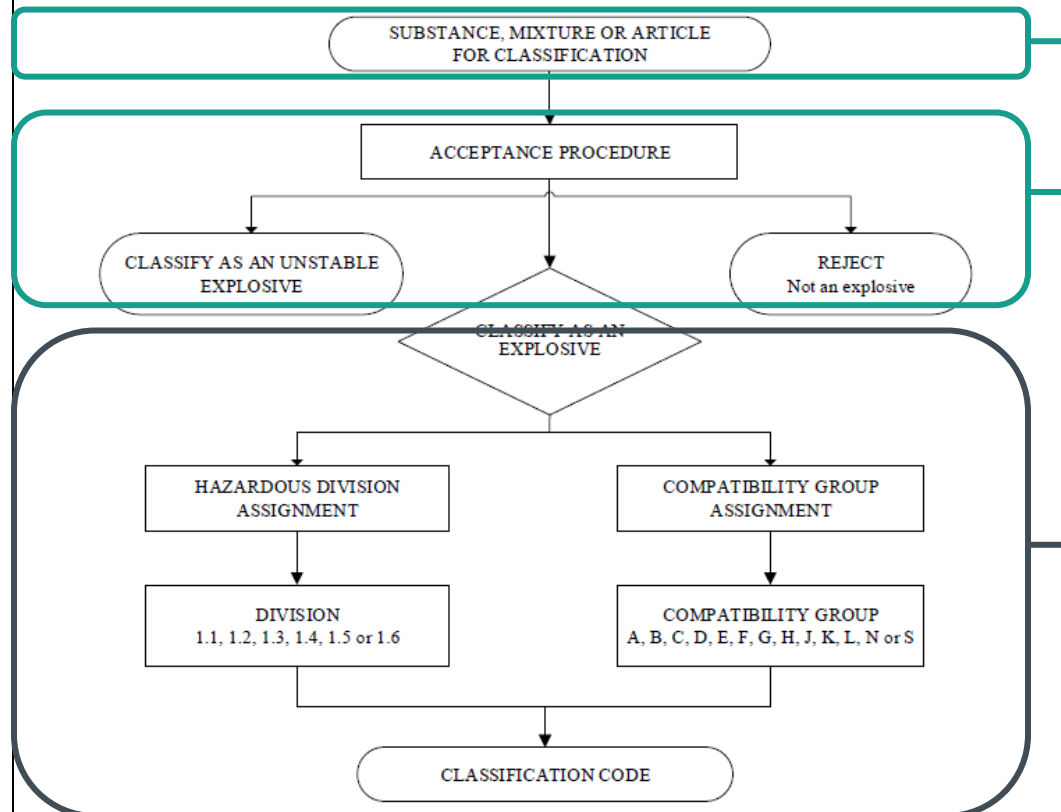 SUBSTANCE, MIXTURE OR ARTICLE
FOR CLASSIFICATION
ACCEPTANCE PROCEDURE
CLASSIFY AS AN UNSTABLE
EXPLOSIVE
REJECT
Not an explosive
CLASSIFY AS AN
EXPLOSIVE
HAZARDOUS DIVISION
ASSIGNMENT
COMPATIBILITY GROUP
ASSIGNMENT
DIVISION
1.1, 1.2, 1.3, 1.4, 1.5 or 1.6
COMPATIBILITY GROUP
A, B, C, D, E, F, G, H, J, K, L, N or S
CLASSIFICATION CODE